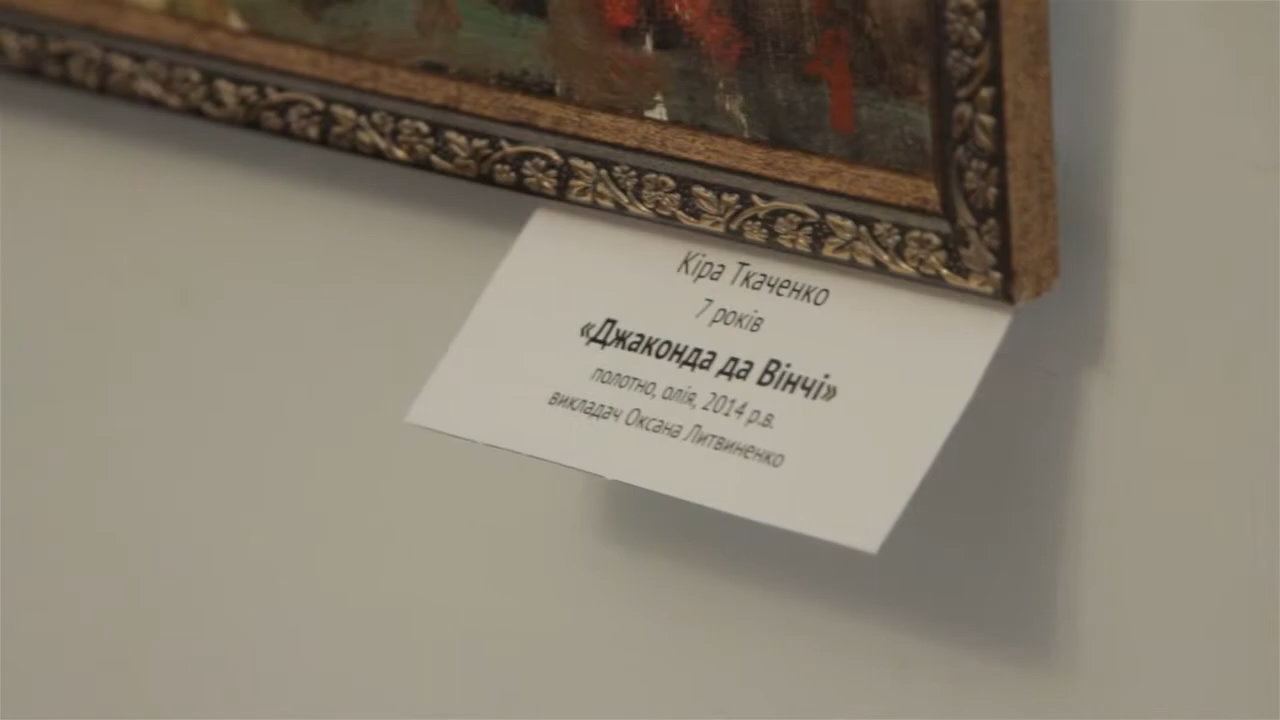 Кіра Ткаченко
7 років
«Джаконда да Вінчі»
полотно, олія, 2014 р.в.
викладач Оксана Литвиненко